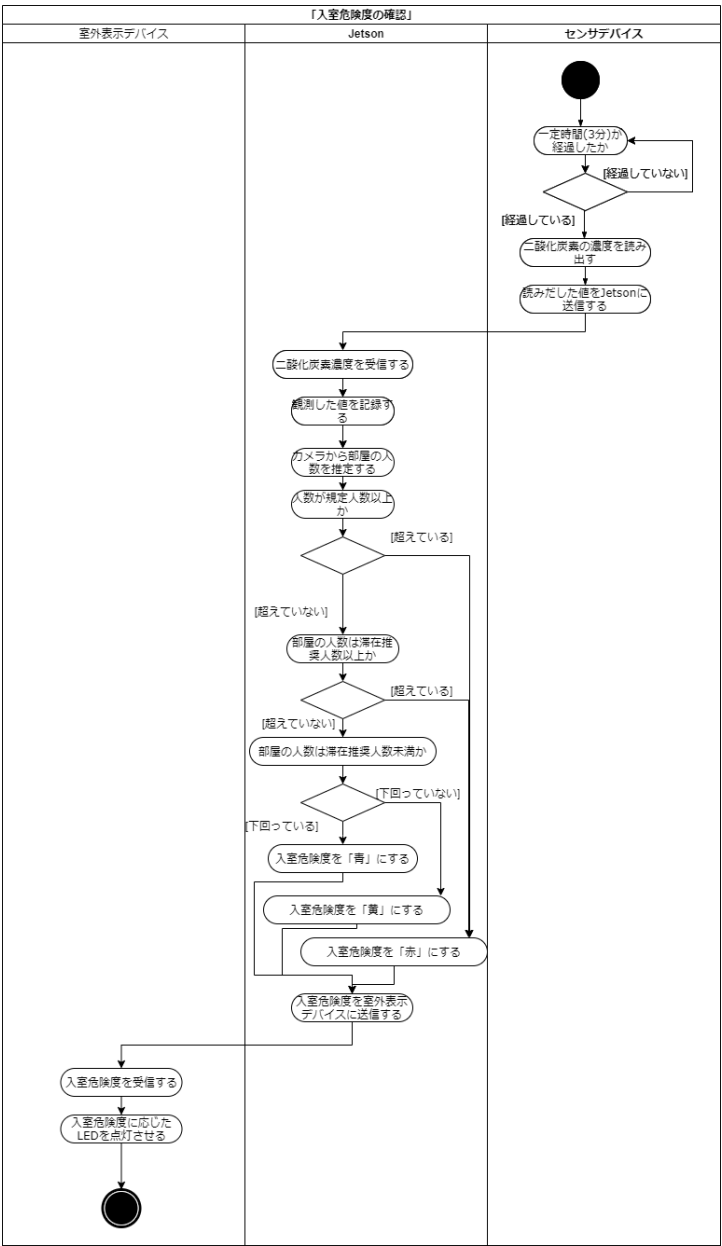 「入室危険度の確認」
室外表示デバイス
Jetson
センサデバイス
一定時間(3分)が
経過したか
[経過していない]
[経過している]
二酸化炭素の濃度を読み
出す
読みだした値をJetsonに
送信する
二酸化炭素濃度を受信する
観測した値を記録す
る
カメラから部屋の人
数を推定する
人数が規定人数以上
か
[超えている]
[超えていない]
部屋の人数は滞在推
奨人数以上か
[超えている]
[超えていない]
部屋の人数は滞在推奨人数未満か
[下回っていない]
[下回っている]
入室危険度を「青」にする
入室危険度を「黄」にする
入室危険度を「赤」にする
入室危険度を室外表示
デバイスに送信する
入室危険度を受信する
入室危険度に応じた
LEDを点灯させる